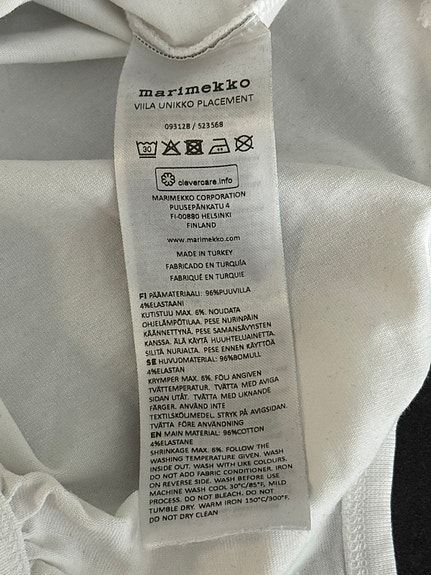 marimekko
VIILA UNIKKO PLACEMENT
093128 / 523568
30
clevercare.info
MARIMEKKO CORPORATION
PUUSEPÄNKATU 4
FI-00880 HELSINKI
FINLAND
www.marimekko.com
MADE IN TURKEY
FABRICADO EN TURQUÍA
FABRIQUÉ EN TURQUIE
FI PÄÄMATERIAALI: 96%PUUVILLA
4%ELASTAANI
KUTISTUU MAX. 6%. NOUDATA
OHJELÄMPÖTILAA. PESE NURINPÄIN
KÄÄNNETTYNÄ. PESE SAMANSÄVYISTEN
KANSSA. ÄLÄ KÄYTÄ HUUHTELUAINETTA.
SILITÄ NURJALTA. PESE ENNEN KÄYTTÖÄ
SE HUVUDMATERIAL: 96%BOMULL
4%ELASTAN
KRYMPER MAX. 6%. FÖLJ ANGIVEN
TVÄTTEMPERATUR. TVÄTTA MED AVIGA
SIDAN UTÅT. TVÄTTA MED LIKNANDE
FÄRGER. ANVÄND INTE
TEXTILSKÖLJMEDEL. STRYK PÅ AVIGSIDAN.
TVÄTTA FÖRE ANVÄNDNING
EN MAIN MATERIAL: 96%COTTON
4%ELASTANE
SHRINKAGE MAX. 6%. FOLLOW THE
WASHING TEMPERATURE GIVEN. WASH
INSIDE OUT. WASH WITH LIKE COLOURS.
DO NOT ADD FABRIC CONDITIONER. IRON
ON REVERSE SIDE. WASH BEFORE USE
MACHINE WASH COOL 30°C/85°F, MILD
PROCESS. DO NOT BLEACH. DO NOT
TUMBLE DRY. WARM IRON 150°C/300°F.
DO NOT DRY CLEAN